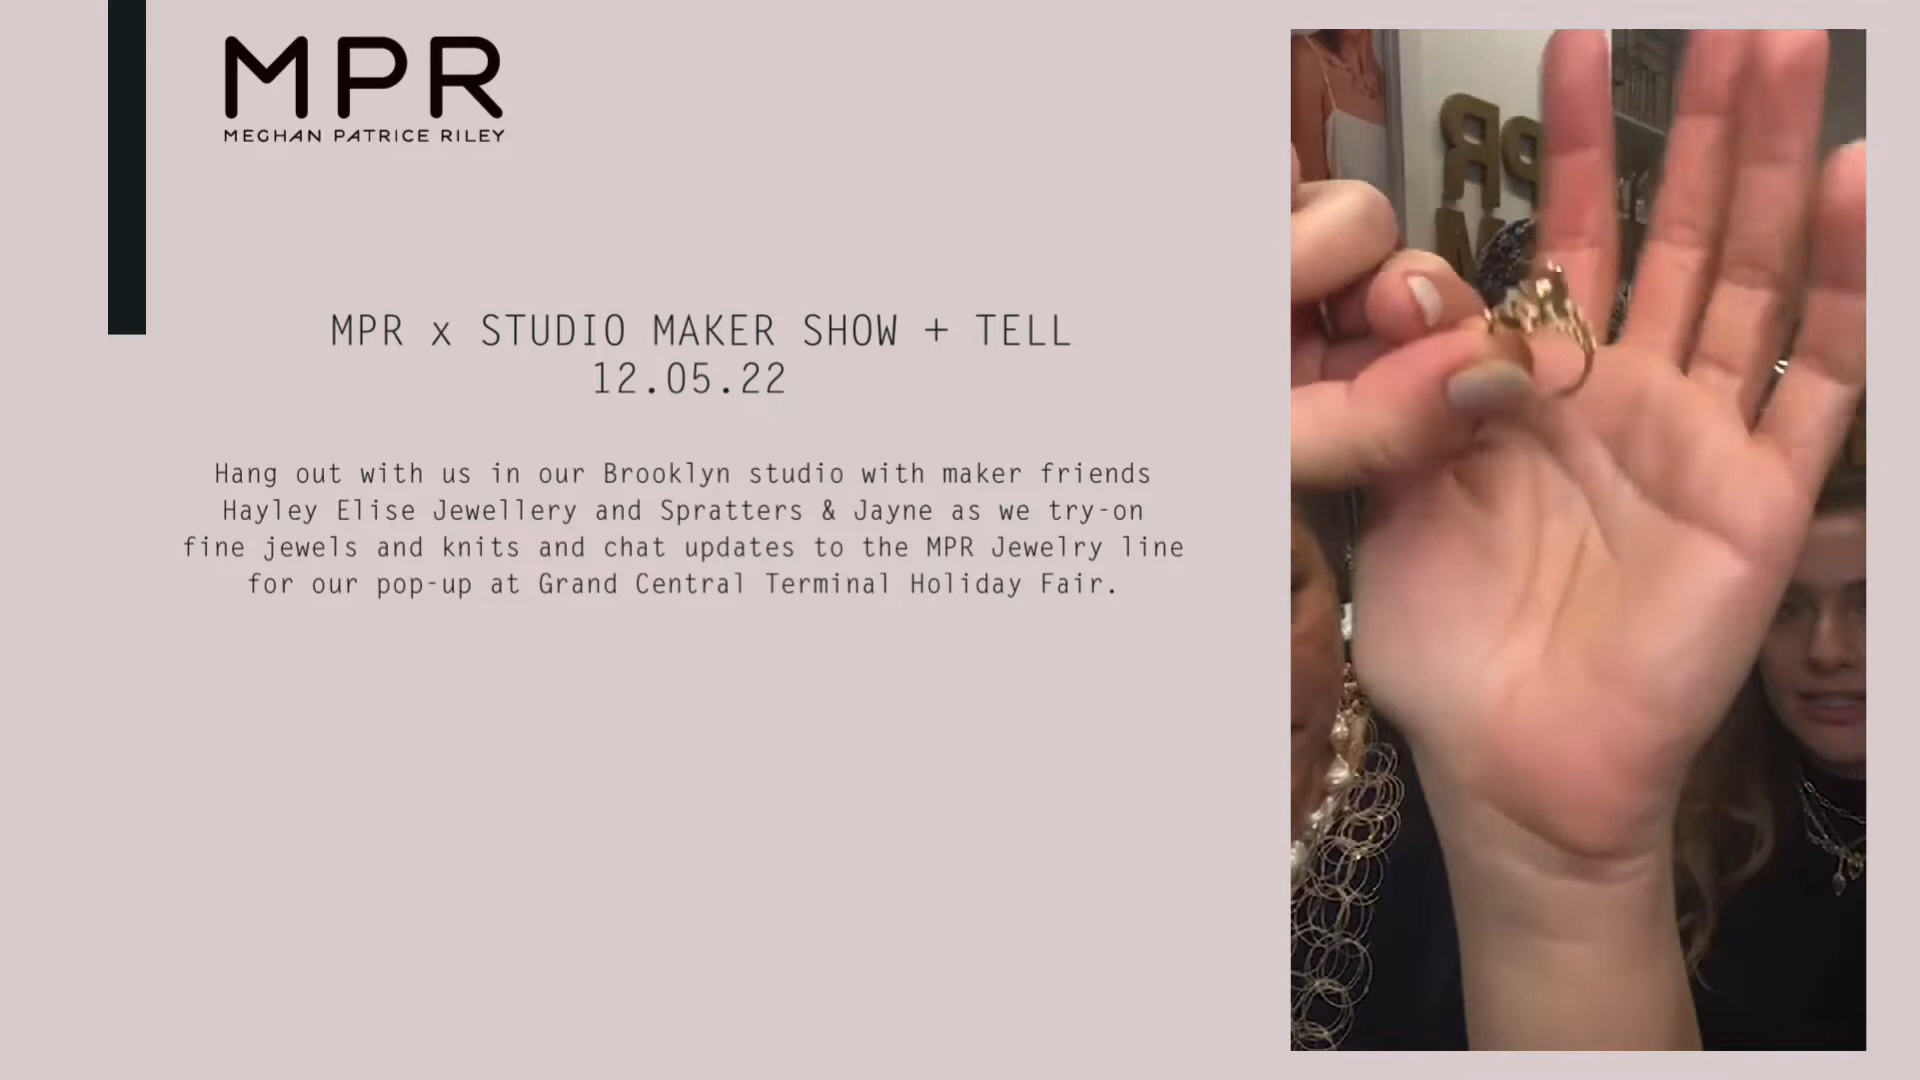 MPR
MEGHAN PATRICE RILEY
MPR x STUDIO MAKER SHOW + TELL
12.05.22
Hang out with us in our Brooklyn studio with maker friends
Hayley Elise Jewellery and Spratters & Jayne as we try-on
fine jewels and knits and chat updates to the MPR Jewelry line
for our pop-up at Grand Central Terminal Holiday Fair.